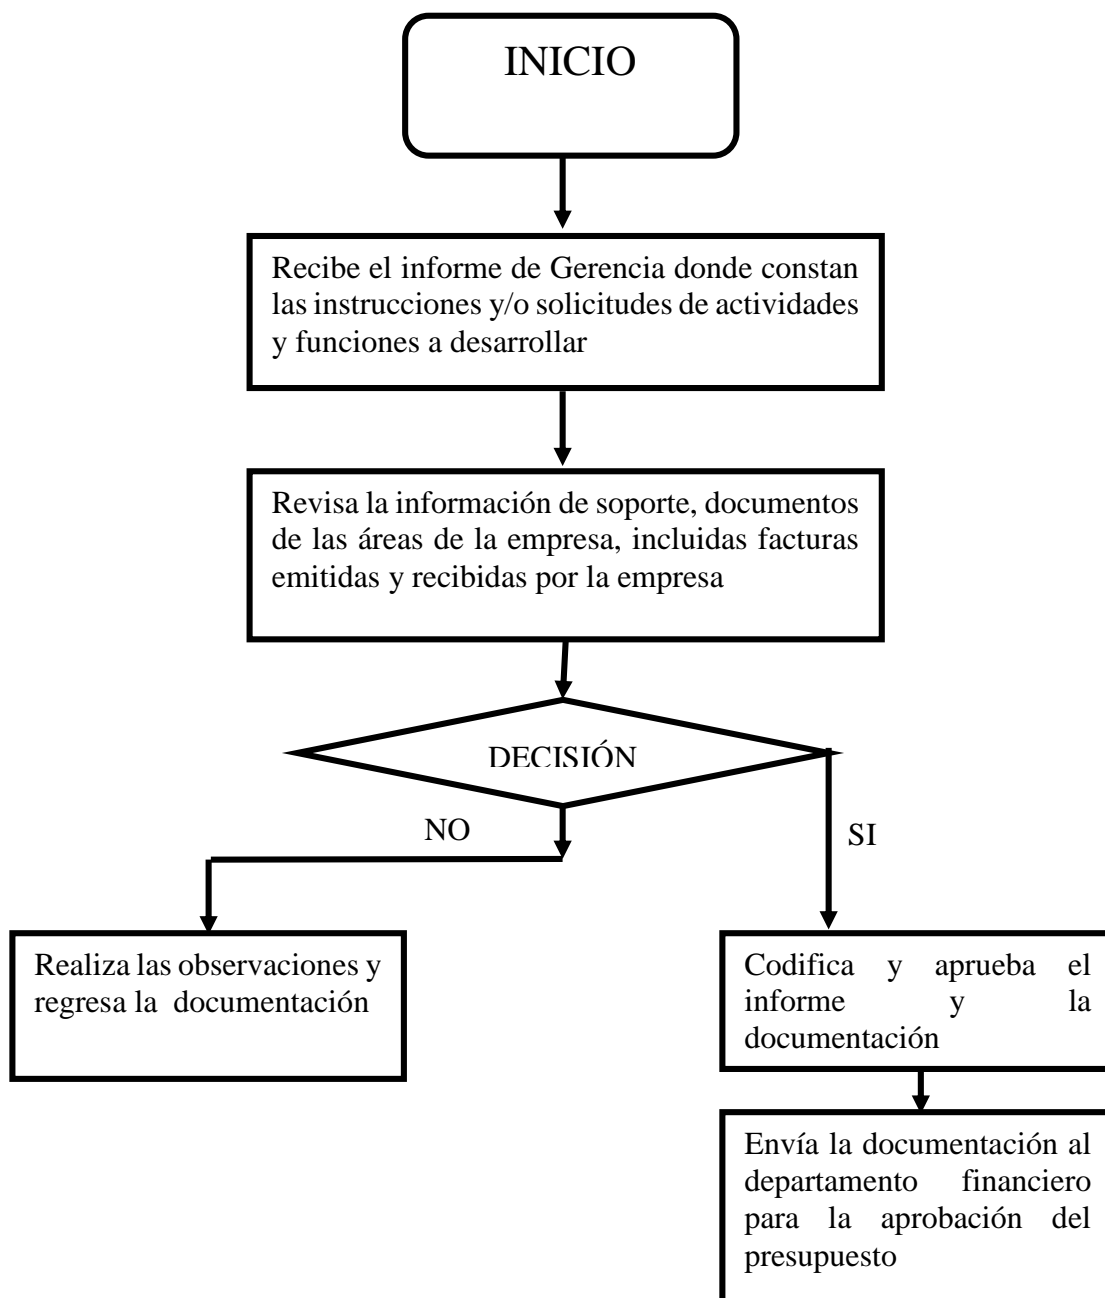 INICIO
Recibe el informe de Gerencia donde constan
las instrucciones y/o solicitudes de actividades
y funciones a desarrollar
Revisa la información de soporte, documentos
de las áreas de la empresa, incluidas facturas
emitidas y recibidas por la empresa
DECISIÓN
NO
SI
Realiza las observaciones y
regresa la documentación
Codifica y aprueba el
informe y la
documentación
Envía la documentación al
departamento financiero
para la aprobación del
presupuesto